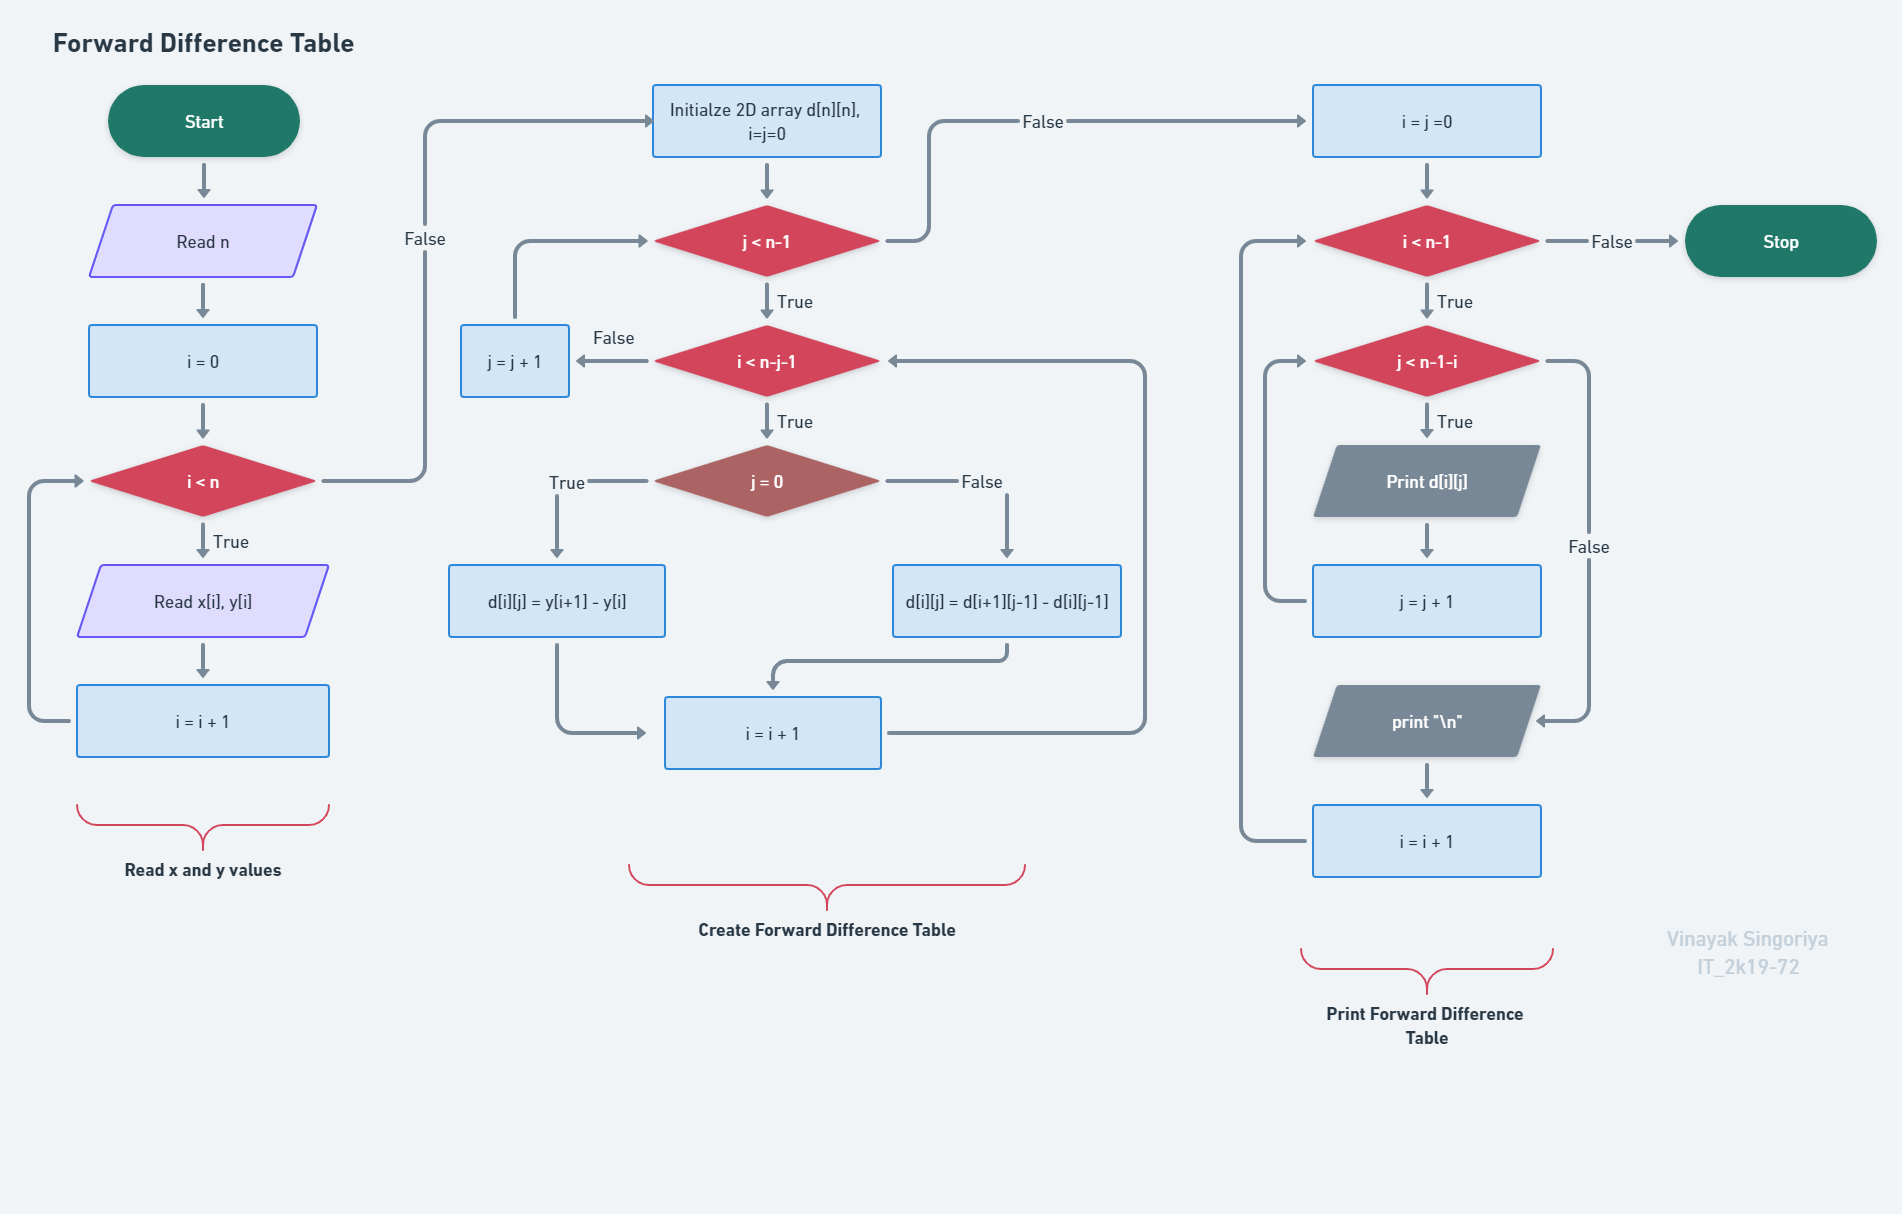 Forward Difference Table
Start
Read n
i = 0
i < n
False
True
Read x[i], y[i]
i = i + 1
Read x and y values
Initialze 2D array d[n][n],
i=j=0
j < n-1
False
True
i < n-j-1
False
j = j + 1
True
j = 0
True
False
d[i][j] = y[i+1] - y[i]
d[i][j] = d[i+1][j-1] - d[i][j-1]
i = i + 1
Create Forward Difference Table
i = j =0
i < n-1
False
Stop
True
j < n-1-i
True
False
Print d[i][j]
j = j + 1
print "\n"
i = i + 1
Print Forward Difference
Table
Vinayak Singoriya
IT_2k19-72